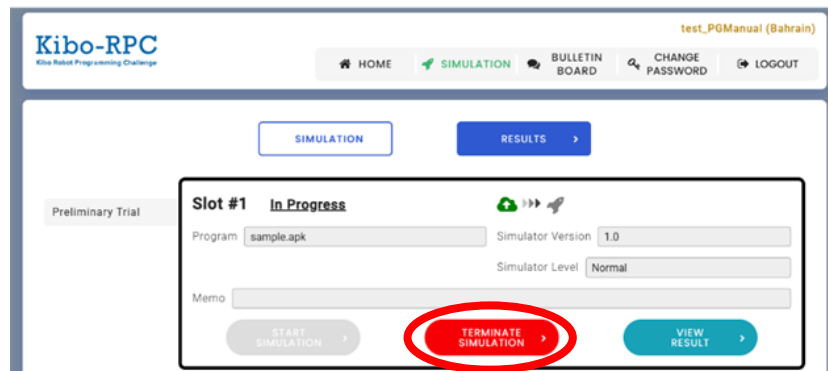 test_PGManual (Bahrain)
Kibo-RPC
Kibo Robot Programming Challenge
HOME
SIMULATION
BULLETIN
BOARD
CHANGE
PASSWORD
LOGOUT
SIMULATION
RESULTS >
Preliminary Trial
Slot #1 In Progress
Program sample.apk
Simulator Version 1.0
Simulator Level Normal
Memo
START
SIMULATION >
TERMINATE
SIMULATION >
VIEW
RESULT >